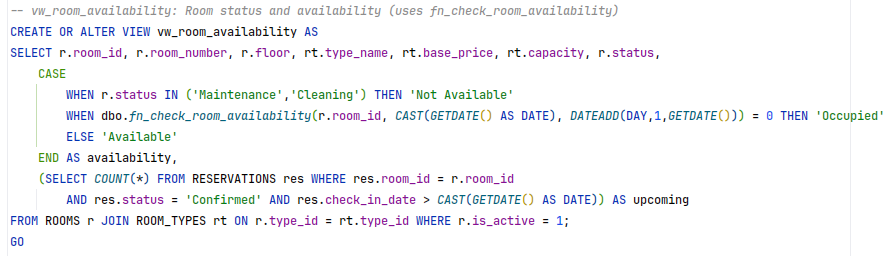 -- vw_room_availability: Room status and availability (uses fn_check_room_availability)
CREATE OR ALTER VIEW vw_room_availability AS
SELECT r.room_id, r.room_number, r.floor, rt.type_name, rt.base_price, rt.capacity, r.status,
    CASE
        WHEN r.status IN ('Maintenance','Cleaning') THEN 'Not Available'
        WHEN dbo.fn_check_room_availability(r.room_id, CAST(GETDATE() AS DATE), DATEADD(DAY,1,GETDATE())) = 0 THEN 'Occupied'
        ELSE 'Available'
    END AS availability,
    (SELECT COUNT(*) FROM RESERVATIONS res WHERE res.room_id = r.room_id
        AND res.status = 'Confirmed' AND res.check_in_date > CAST(GETDATE() AS DATE)) AS upcoming
FROM ROOMS r JOIN ROOM_TYPES rt ON r.type_id = rt.type_id WHERE r.is_active = 1;
GO